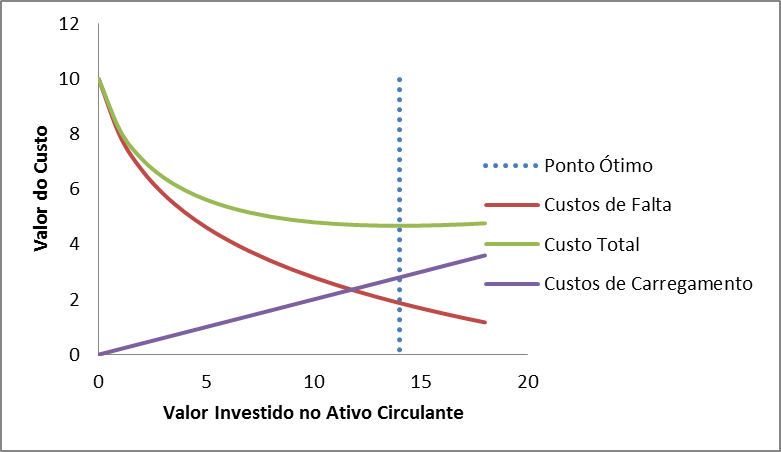 12
10
8
6
4
2
0
Valor do Custo
0 5 10 15 20
Valor Investido no Ativo Circulante
Ponto Ótimo
Custos de Falta
Custo Total
Custos de Carregamento